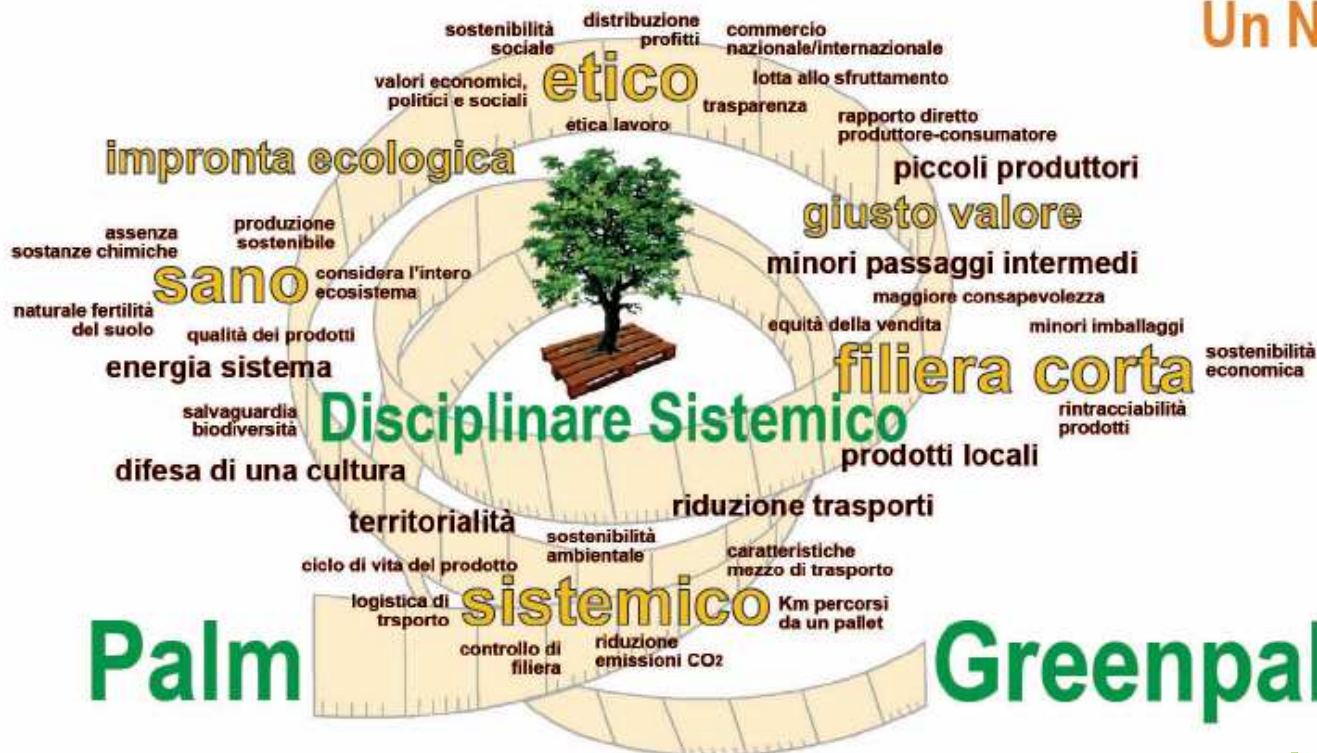 Un N
sostenibilità
sociale
distribuzione
profitti
commercio
nazionale/internazionale
valori economici,
politici e sociali
etico
lotta allo sfruttamento
trasparenza
etica lavoro
rapporto diretto
produttore-consumatore
impronta ecologica
piccoli produttori
giusto valore
assenza
sostanze chimiche
produzione
sostenibile
sano
considera l'intero
ecosistema
minori passaggi intermedi
maggiore consapevolezza
naturale fertilità
del suolo
qualità dei prodotti
equità della vendita
minori imballaggi
energia sistema
filiera corta
sostenibilità
economica
salvaguardia
biodiversità
Disciplinare Sistemico
rintracciabilità
prodotti
difesa di una cultura
prodotti locali
territorialità
riduzione trasporti
sostenibilità
ambientale
ciclo di vita del prodotto
caratteristiche
mezzo di trasporto
logistica di
trsporto
sistemico
Km percorsi
da un pallet
controllo di
filiera
riduzione
emissioni CO2
Palm
Greenpal